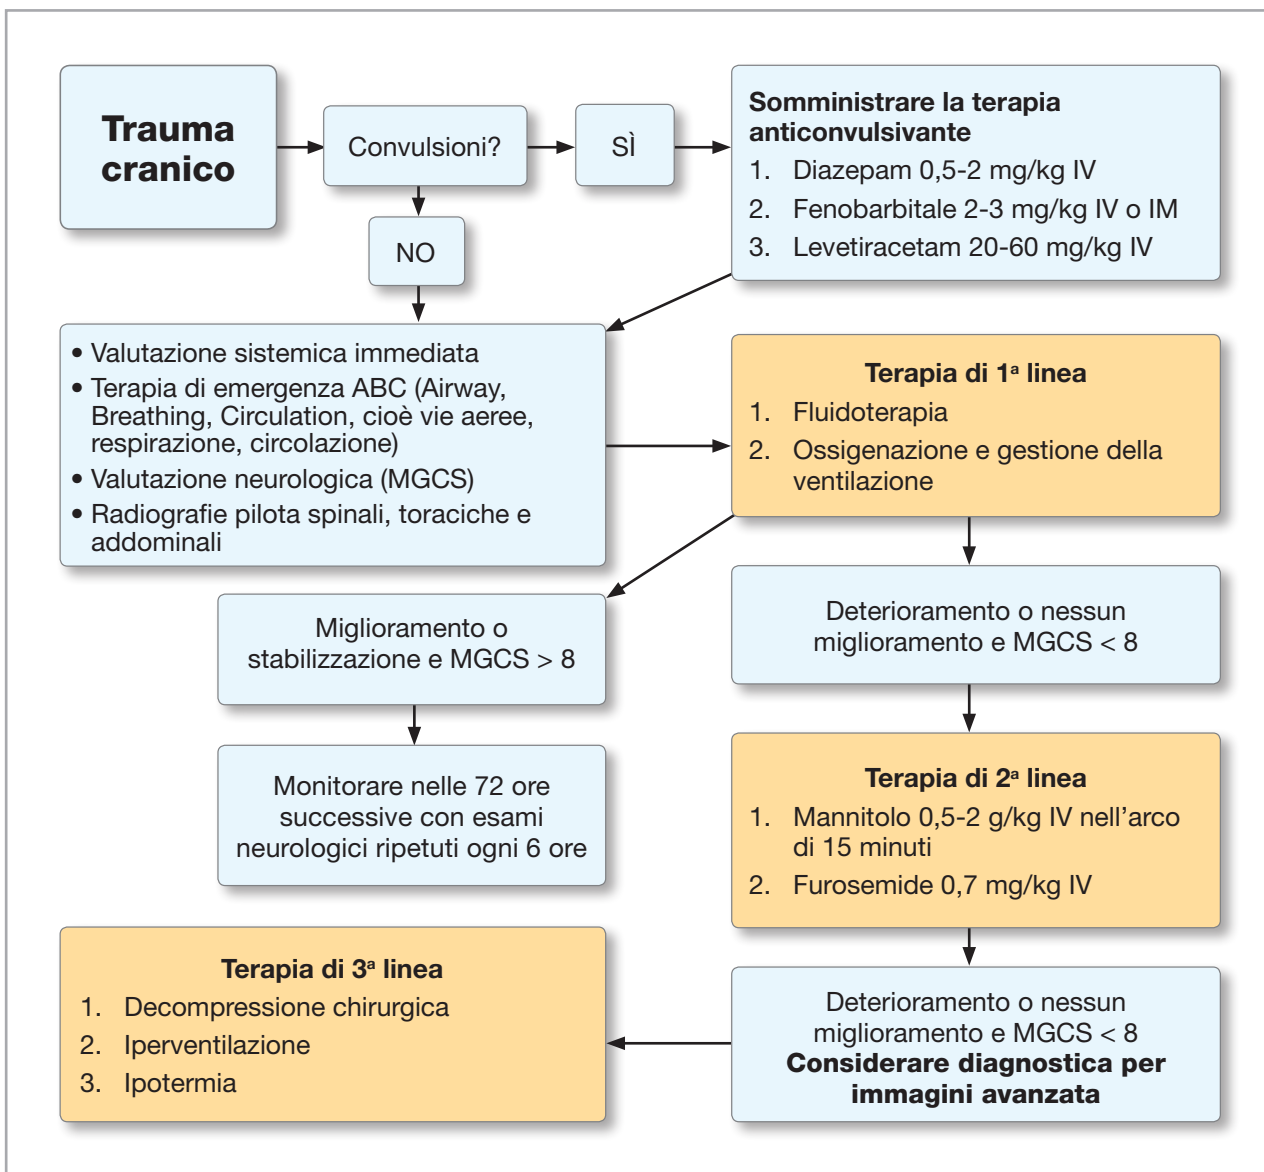 Trauma
cranico
Convulsioni?
SÌ
NO
Somministrare la terapia
anticonvulsivante
1. Diazepam 0,5-2 mg/kg IV
2. Fenobarbitale 2-3 mg/kg IV o IM
3. Levetiracetam 20-60 mg/kg IV
• Valutazione sistemica immediata
• Terapia di emergenza ABC (Airway,
Breathing, Circulation, cioè vie aeree,
respirazione, circolazione)
• Valutazione neurologica (MGCS)
• Radiografie pilota spinali, toraciche e
addominali
Terapia di 1ª linea
1. Fluidoterapia
2. Ossigenazione e gestione della
ventilazione
Miglioramento o
stabilizzazione e MGCS > 8
Monitorare nelle 72 ore
successive con esami
neurologici ripetuti ogni 6 ore
Deterioramento o nessun
miglioramento e MGCS < 8
Terapia di 2ª linea
1. Mannitolo 0,5-2 g/kg IV nell’arco
di 15 minuti
2. Furosemide 0,7 mg/kg IV
Deterioramento o nessun
miglioramento e MGCS < 8
Considerare diagnostica per
immagini avanzata
Terapia di 3ª linea
1. Decompressione chirurgica
2. Iperventilazione
3. Ipotermia